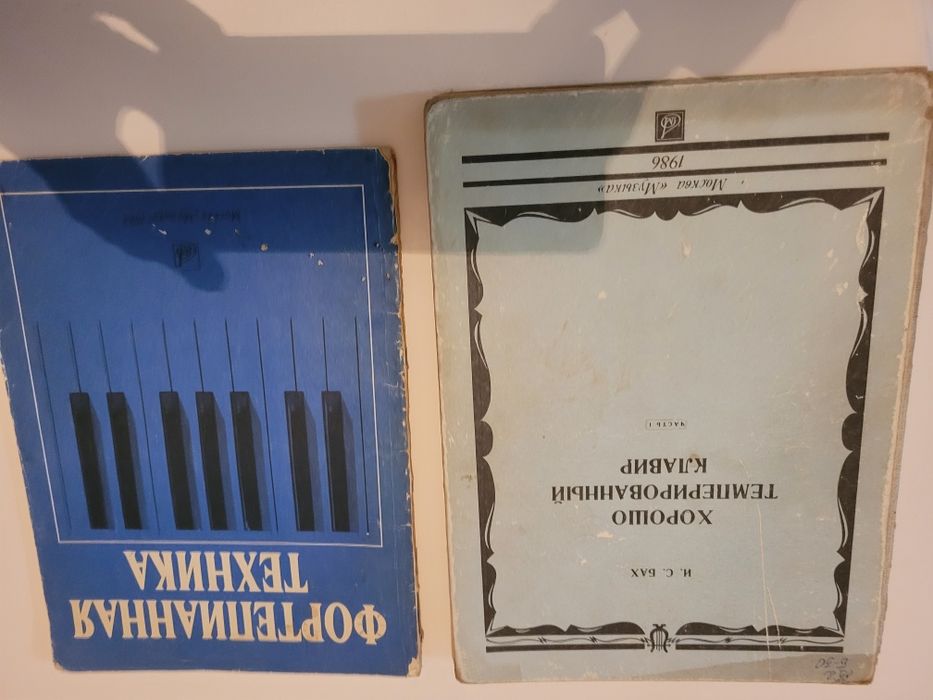 ФОРТЕПИАННАЯ
ТЕХНИКА
И. С. БАХ
ХОРОШО
ТЕМПЕРИРОВАННЫЙ
КЛАВИР
ЧАСТЬ I
Москва «Музыка»
1986